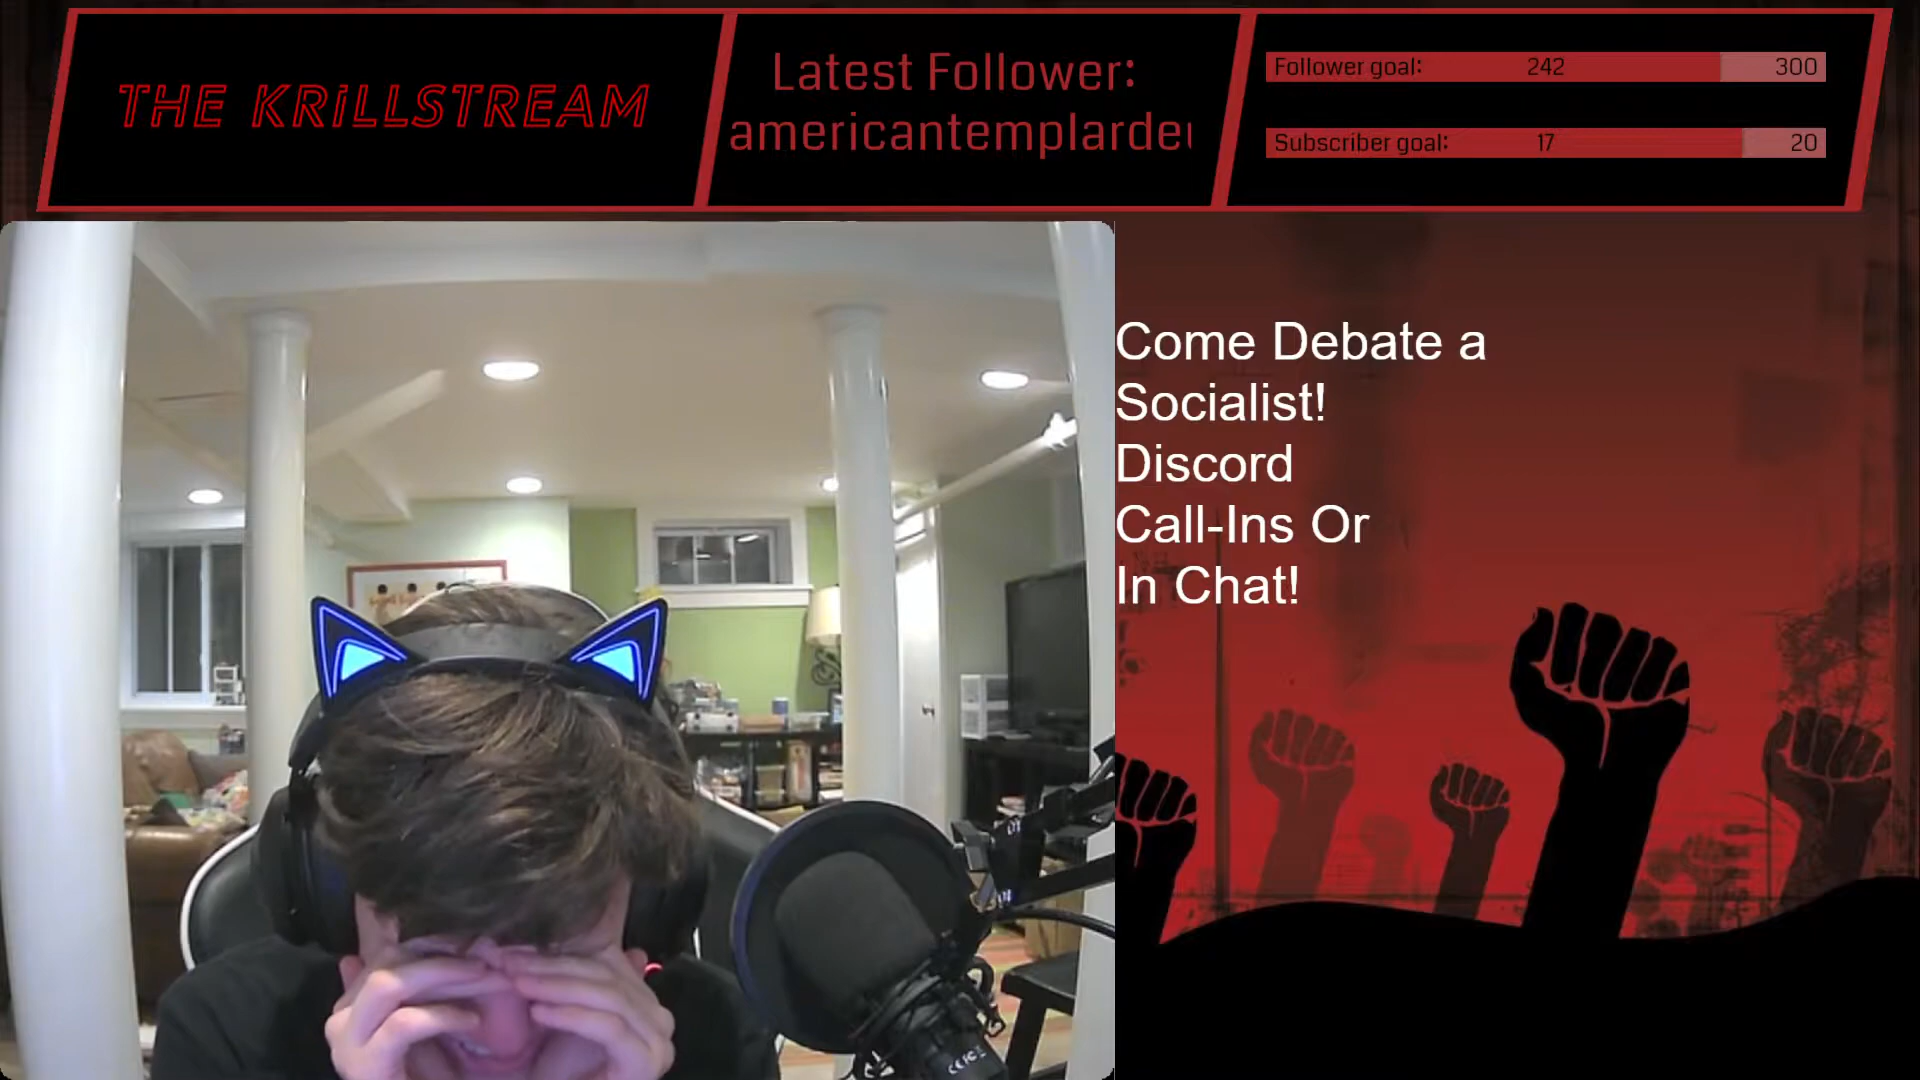 THE KRILLSTREAM
Latest Follower:
americantemplarde
Follower goal: 242 300
Subscriber goal: 17 20
Come Debate a
Socialist!
Discord
Call-Ins Or
In Chat!